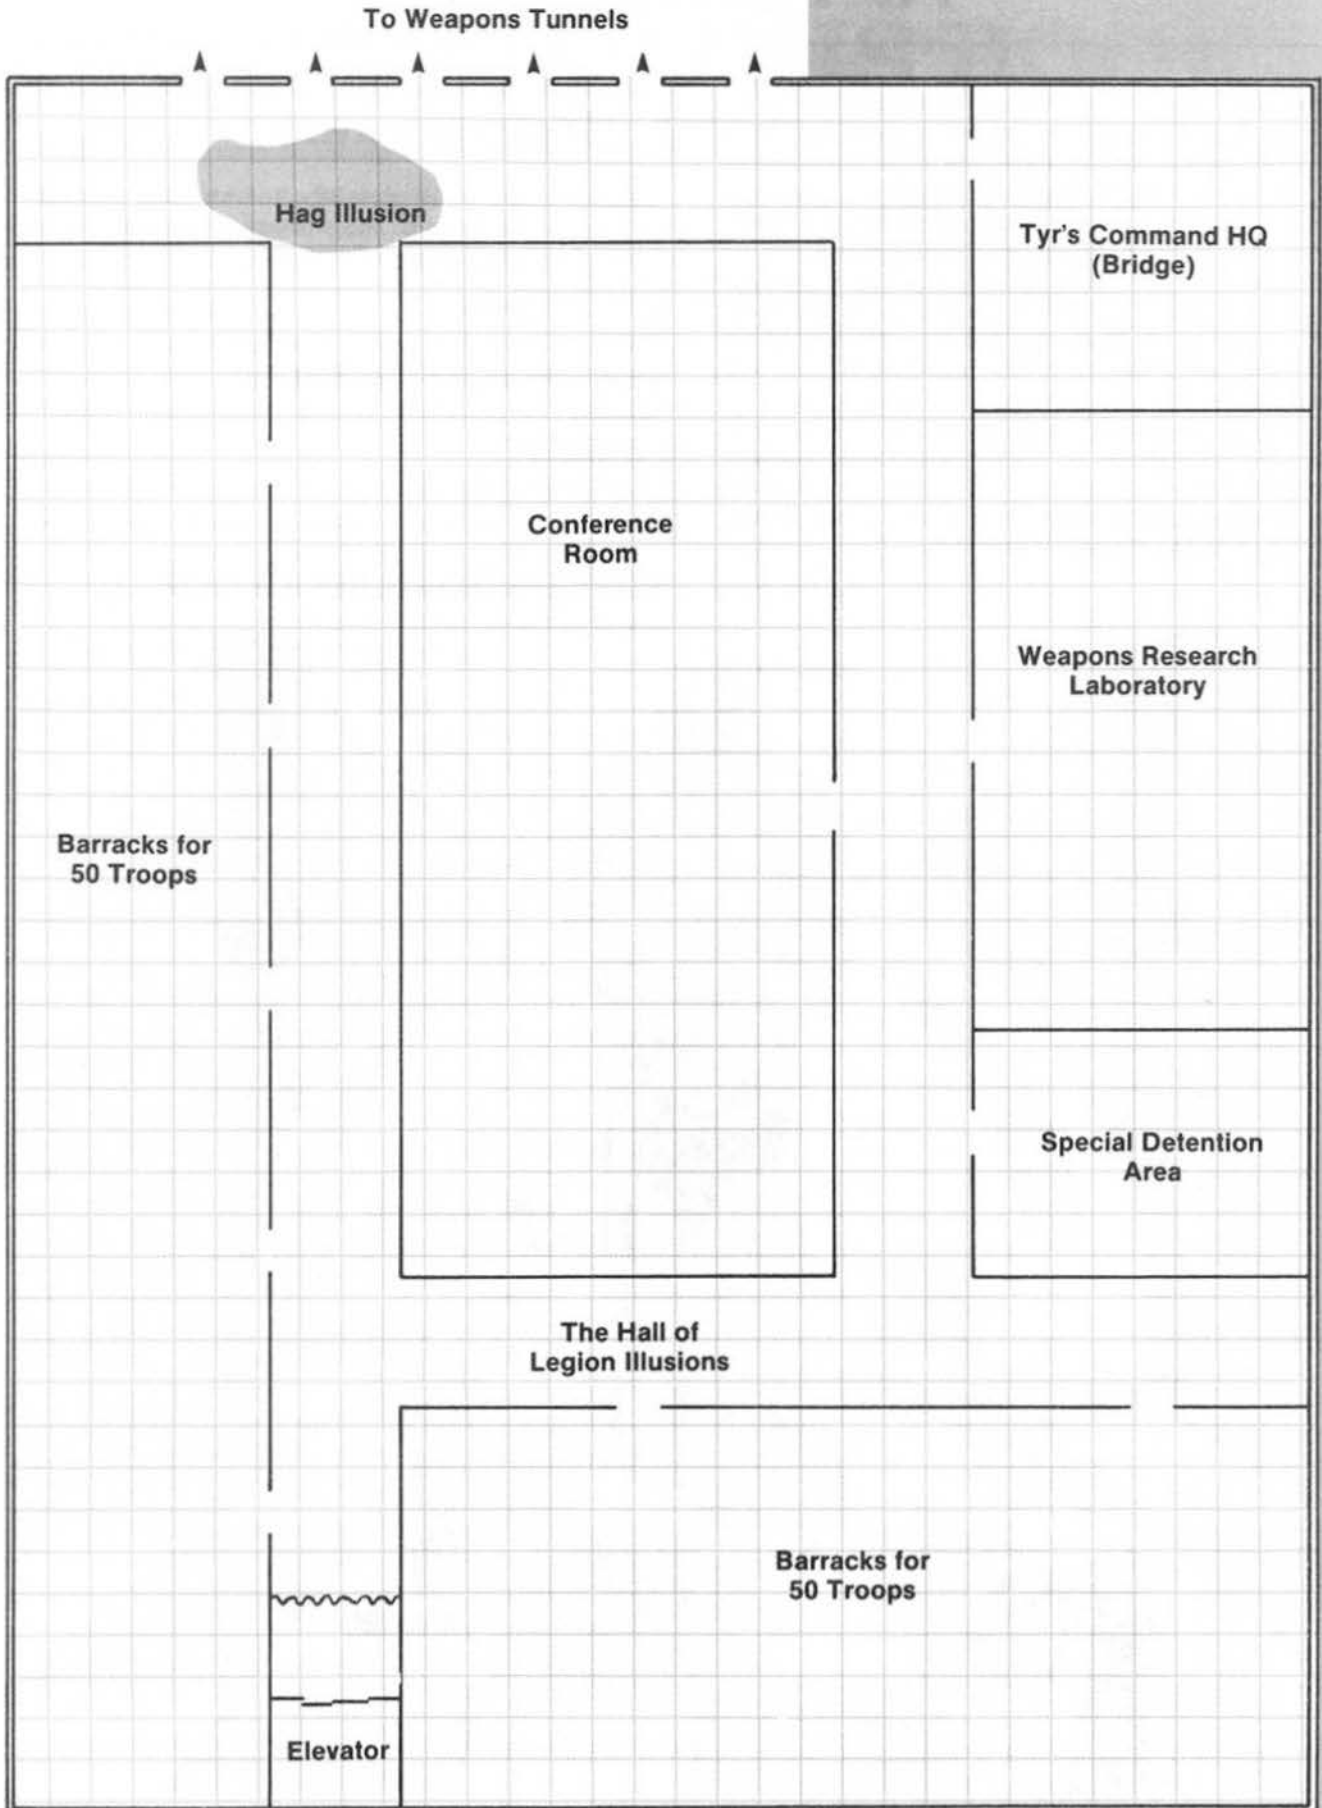 To Weapons Tunnels
Hag Illusion
Tyr's Command HQ
(Bridge)
Conference
Room
Weapons Research
Laboratory
Barracks for
50 Troops
Special Detention
Area
The Hall of
Legion Illusions
Barracks for
50 Troops
Elevator